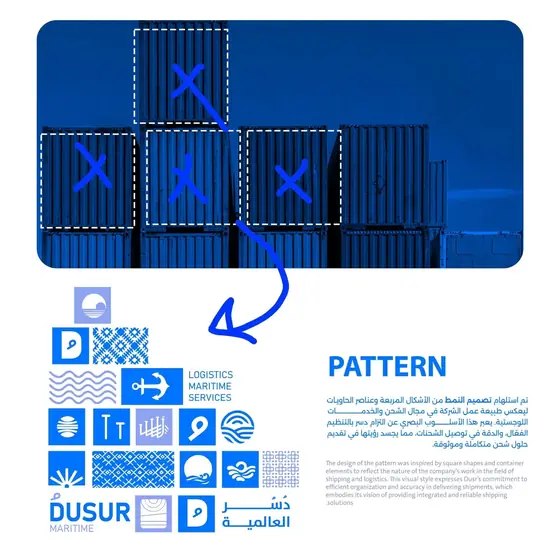 LOGISTICS
MARITIME
SERVICES
DUSUR
MARITIME
دُسُر
العالمية
PATTERN
تم استلهام تصميم النمط من الأشكال المربعة وعناصر الحاويات
ليعكس طبيعة عمل الشركة في مجال الشحن والخدمـــــات
اللوجستية. يعبر هذا الأسلـــوب البصري عن التزام دسر بالتنظيم
الفعّال، والدقة في توصيل الشحنات، مما يجسد رؤيتها في تقديم
حلول شحن متكاملة وموثوقة.
The design of the pattern was inspired by square shapes and container
elements to reflect the nature of the company's work in the field of
shipping and logistics. This visual style expresses Dusr's commitment to
efficient organization and accuracy in delivering shipments, which
embodies its vision of providing integrated and reliable shipping
.solutions